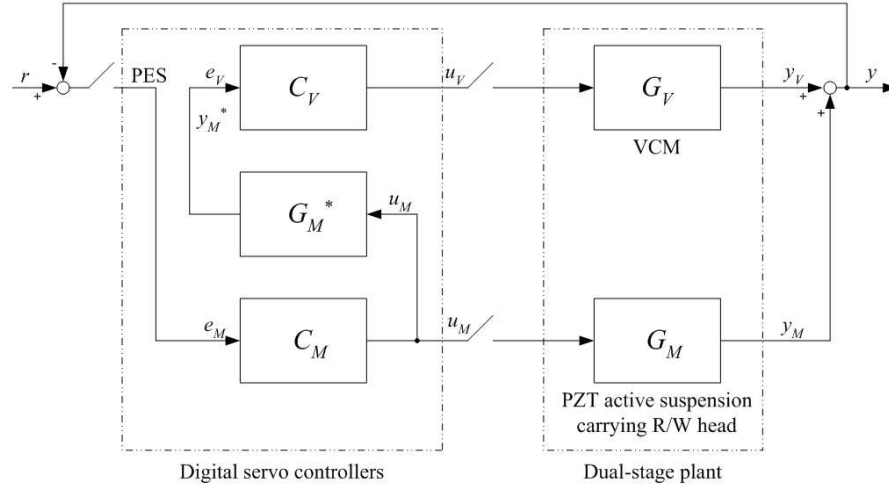 -
r
+
PES
e_V
y_M*
C_V
u_V
G_V
VCM
y_V
+
+
y
G_M*
u_M
e_M
C_M
u_M
G_M
y_M
PZT active suspension
carrying R/W head
Digital servo controllers
Dual-stage plant